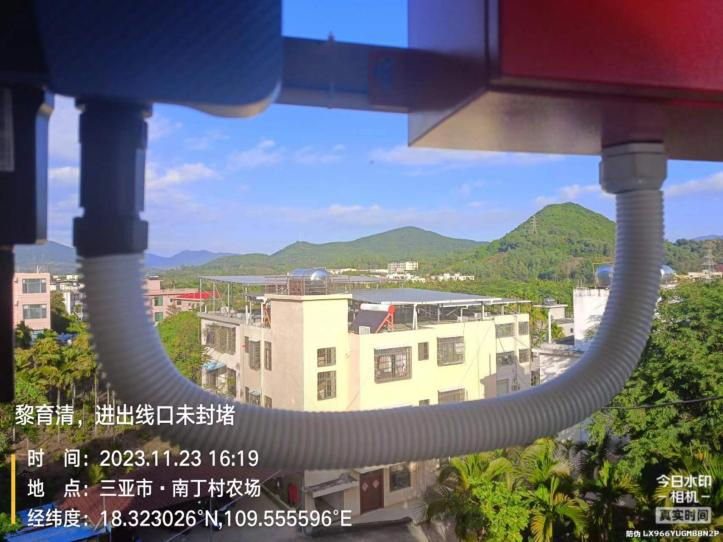 黎育清，进出线口未封堵
时　间：2023.11.23 16:19
地　点：三亚市·南丁村农场
经纬度：18.323026°N,109.555596°E
今日水印
-相机-
真实时间
防伪 LX966YUGMBBN2P